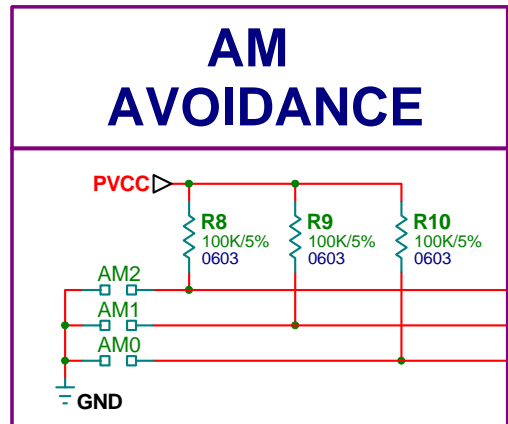 AM
AVOIDANCE
PVCC
R8
100K/5%
0603
R9
100K/5%
0603
R10
100K/5%
0603
AM2
AM1
AM0
GND